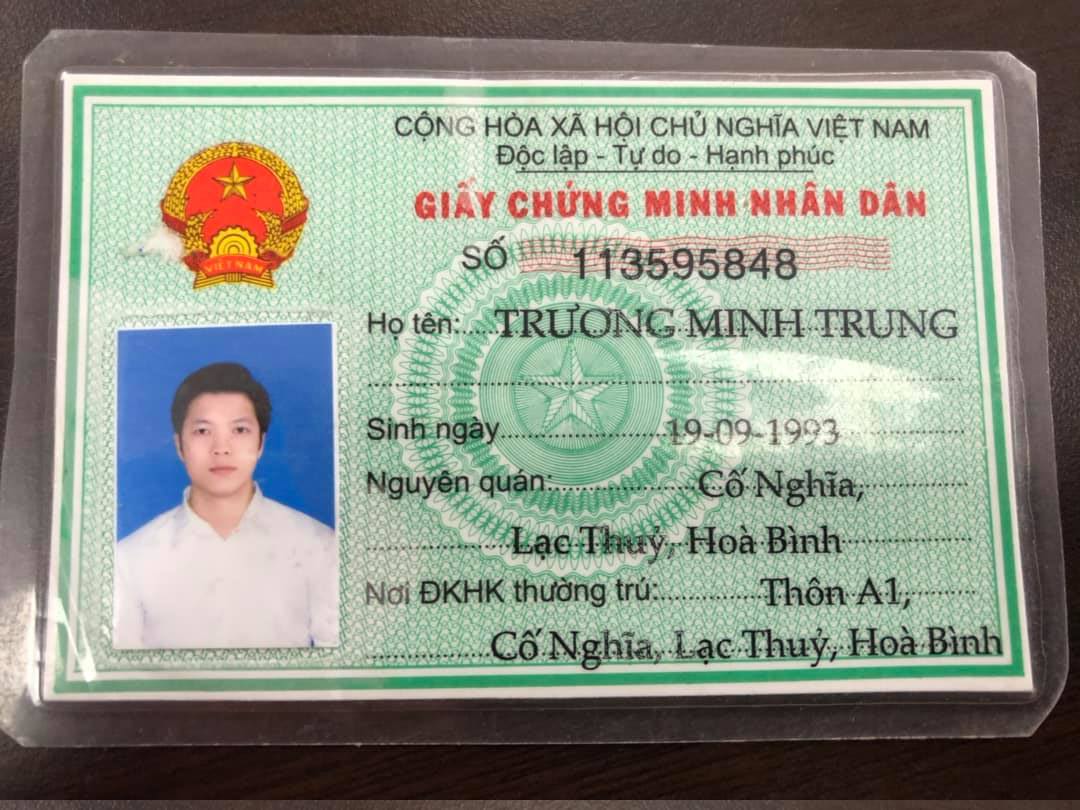 CỘNG HÒA XÃ HỘI CHỦ NGHĨA VIỆT NAM
Độc lập - Tự do - Hạnh phúc
GIẤY CHỨNG MINH NHÂN DÂN
SỐ 113595848
VIETNAM
Họ tên: TRƯƠNG MINH TRUNG
Sinh ngày 19-09-1993
Nguyên quán: Cố Nghĩa,
Lạc Thuỷ, Hoà Bình
Nơi ĐKHK thường trú: Thôn A1,
Cố Nghĩa, Lạc Thuỷ, Hoà Bình